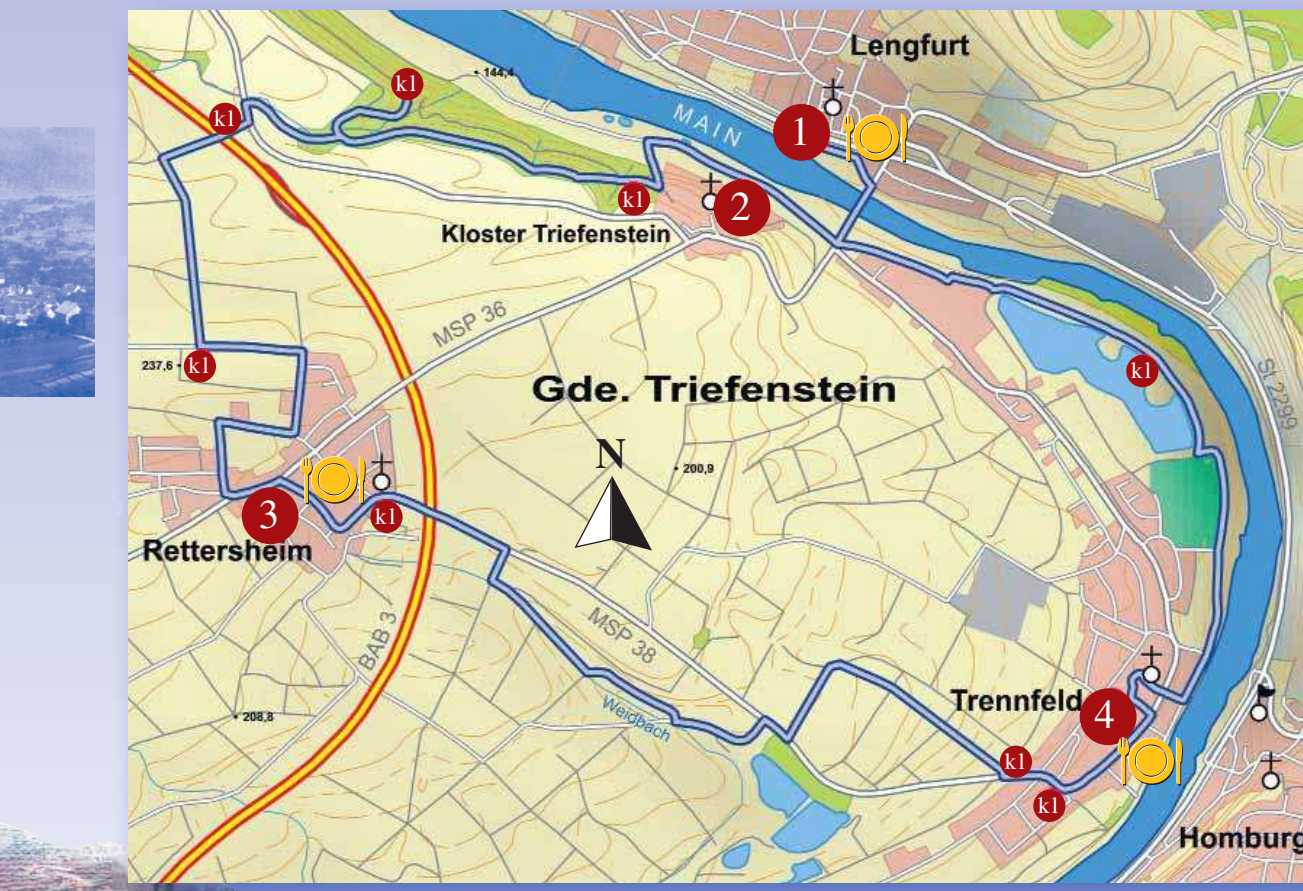 Lengfurt
k1
144,4
MAIN
k1
1
k1
2
Kloster Triefenstein
MSP 36
237,6
k1
k1
St 2299
Gde. Triefenstein
N
200,9
3
k1
Rettersheim
BAB 3
MSP 38
208,8
Weidbach
Trennfeld
4
k1
k1
Homburg